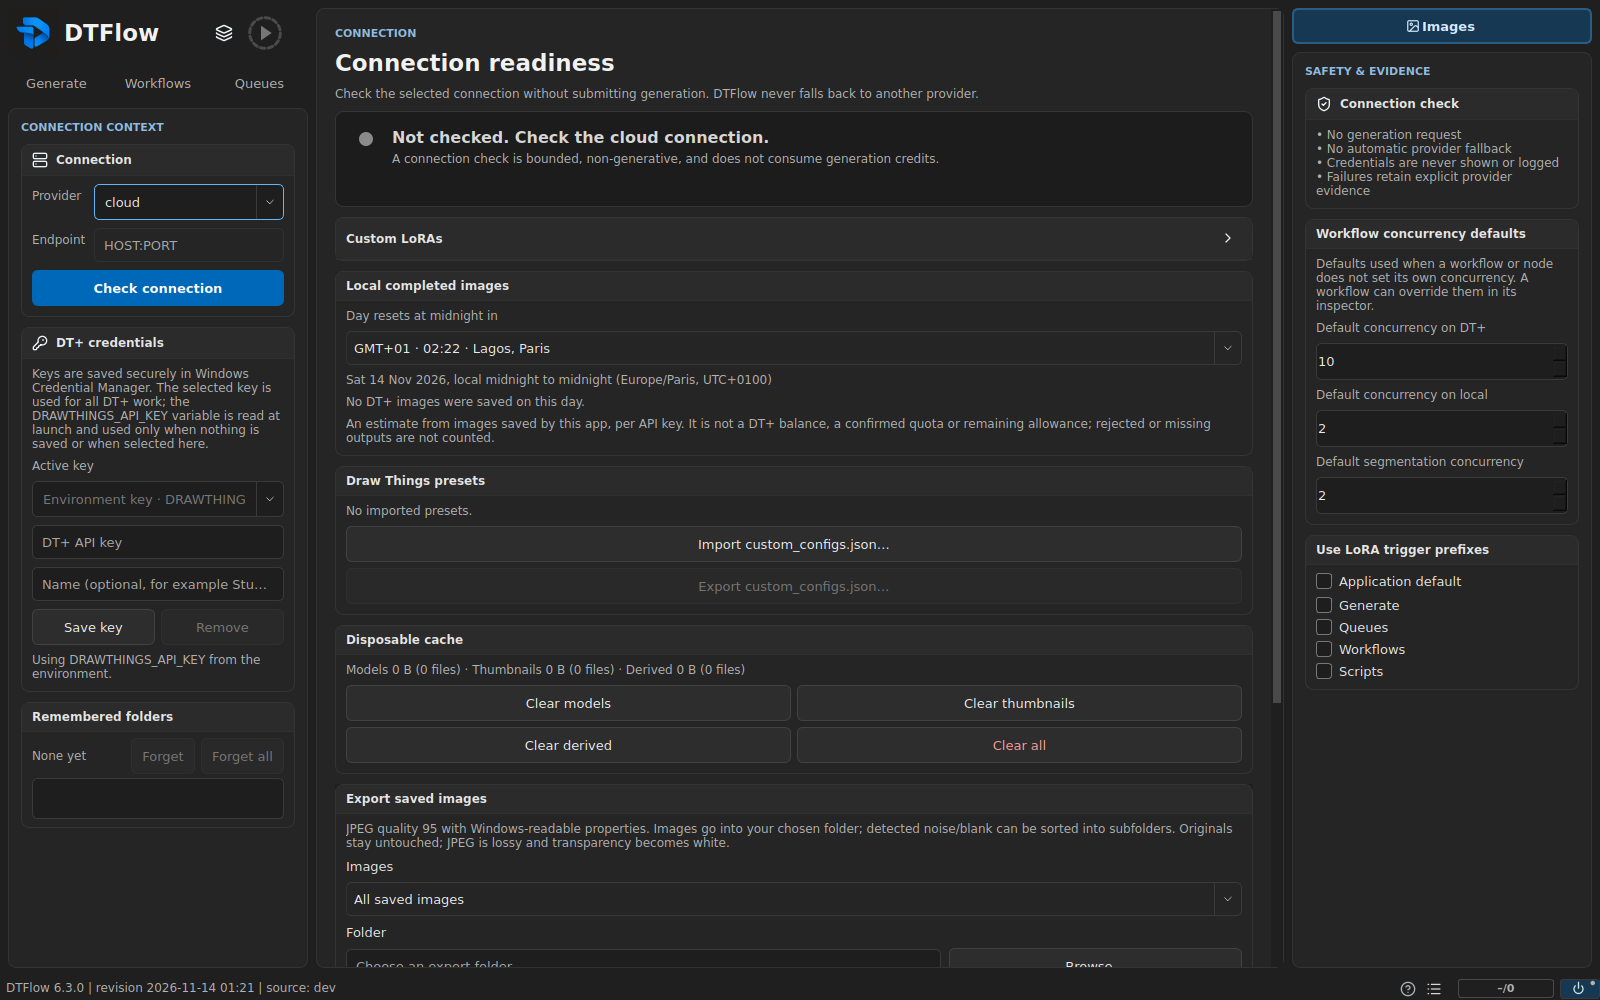 DTFlow
Generate
Workflows
Queues
CONNECTION CONTEXT
Connection
Provider
cloud
Endpoint
HOST:PORT
Check connection
DT+ credentials
Keys are saved securely in Windows
Credential Manager. The selected key is
used for all DT+ work; the
DRAWTHINGS_API_KEY variable is read at
launch and used only when nothing is
saved or when selected here.
Active key
Environment key · DRAWTHING
DT+ API key
Name (optional, for example Stu...
Save key
Remove
Using DRAWTHINGS_API_KEY from the
environment.
Remembered folders
None yet
Forget
Forget all
CONNECTION
Connection readiness
Check the selected connection without submitting generation. DTFlow never falls back to another provider.
Not checked. Check the cloud connection.
A connection check is bounded, non-generative, and does not consume generation credits.
Custom LoRAs
Local completed images
Day resets at midnight in
GMT+01 · 02:22 · Lagos, Paris
Sat 14 Nov 2026, local midnight to midnight (Europe/Paris, UTC+0100)
No DT+ images were saved on this day.
An estimate from images saved by this app, per API key. It is not a DT+ balance, a confirmed quota or remaining allowance; rejected or missing
outputs are not counted.
Draw Things presets
No imported presets.
Import custom_configs.json...
Export custom_configs.json...
Disposable cache
Models 0 B (0 files) · Thumbnails 0 B (0 files) · Derived 0 B (0 files)
Clear models
Clear thumbnails
Clear derived
Clear all
Export saved images
JPEG quality 95 with Windows-readable properties. Images go into your chosen folder; detected noise/blank can be sorted into subfolders. Originals
stay untouched; JPEG is lossy and transparency becomes white.
Images
All saved images
Folder
Choose an export folder
Browse
Images
SAFETY & EVIDENCE
Connection check
• No generation request
• No automatic provider fallback
• Credentials are never shown or logged
• Failures retain explicit provider
evidence
Workflow concurrency defaults
Defaults used when a workflow or node
does not set its own concurrency. A
workflow can override them in its
inspector.
Default concurrency on DT+
10
Default concurrency on local
2
Default segmentation concurrency
2
Use LoRA trigger prefixes
Application default
Generate
Queues
Workflows
Scripts
DTFlow 6.3.0 | revision 2026-11-14 01:21 | source: dev
–/0